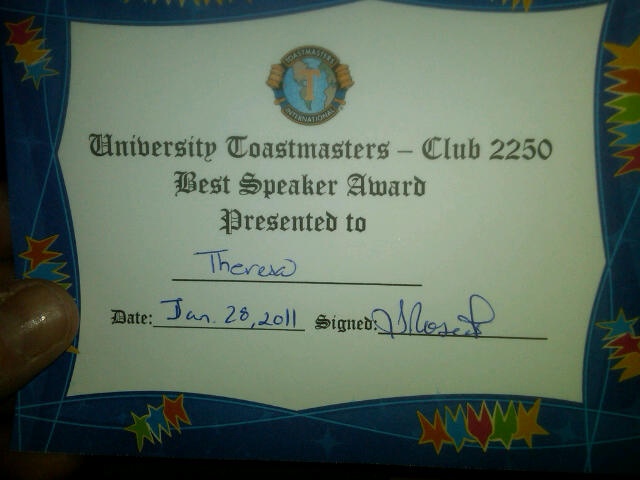 TOASTMASTERS
INTERNATIONAL
University Toastmasters – Club 2250
Best Speaker Award
Presented to
Theresa
Date: Jan. 28, 2011 Signed: